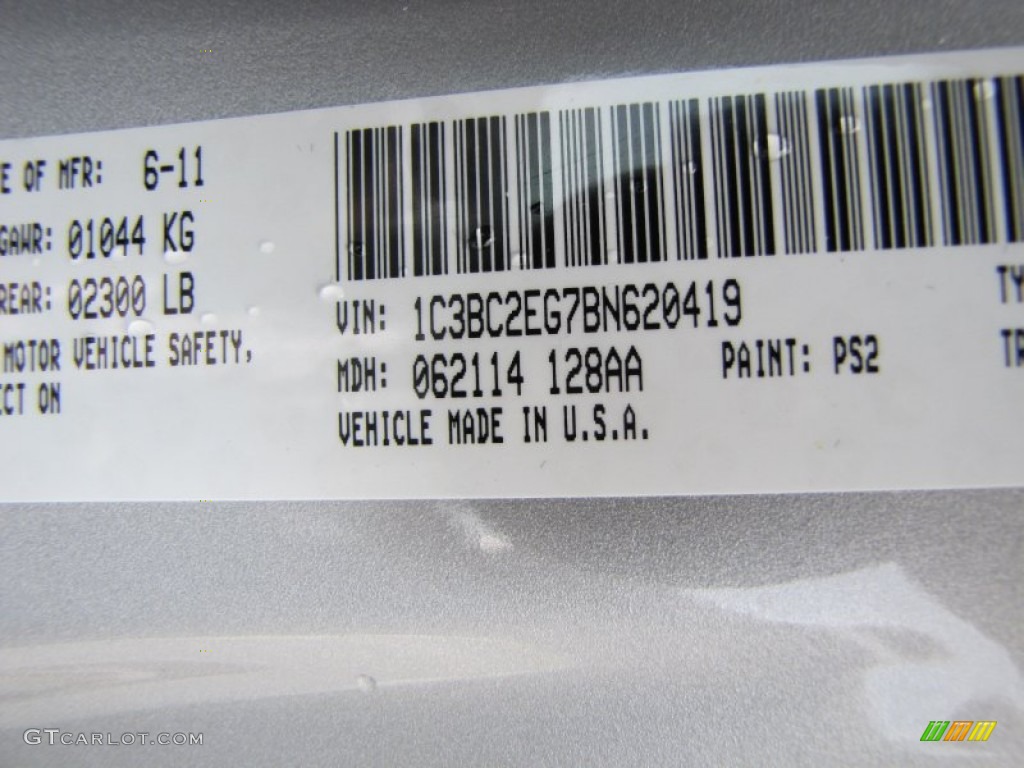 E OF MFR: 6-11
GAWR: 01044 KG
REAR: 02300 LB
MOTOR VEHICLE SAFETY,
ECT ON
VIN: 1C3BC2EG7BN620419
MDH: 062114 128AA
PAINT: PS2
VEHICLE MADE IN U.S.A.
TY
TR
GTCARLOT.COM